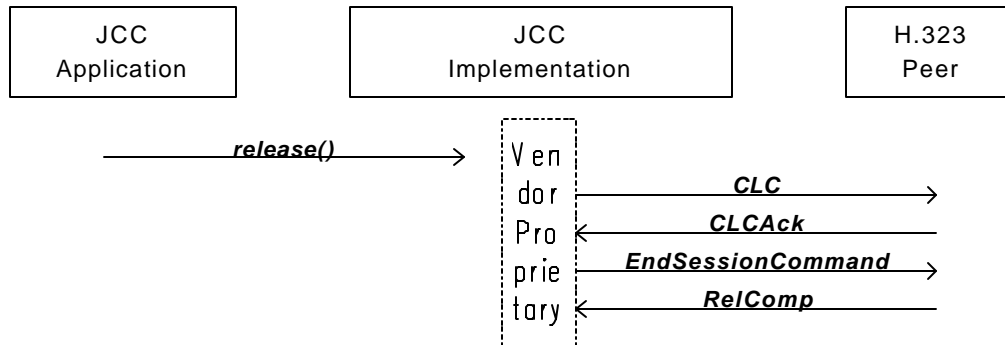 JCC
Application
JCC
Implementation
H.323
Peer
release()
Ven
dor
Pro
prie
tary
CLC
CLCAck
EndSessionCommand
RelComp